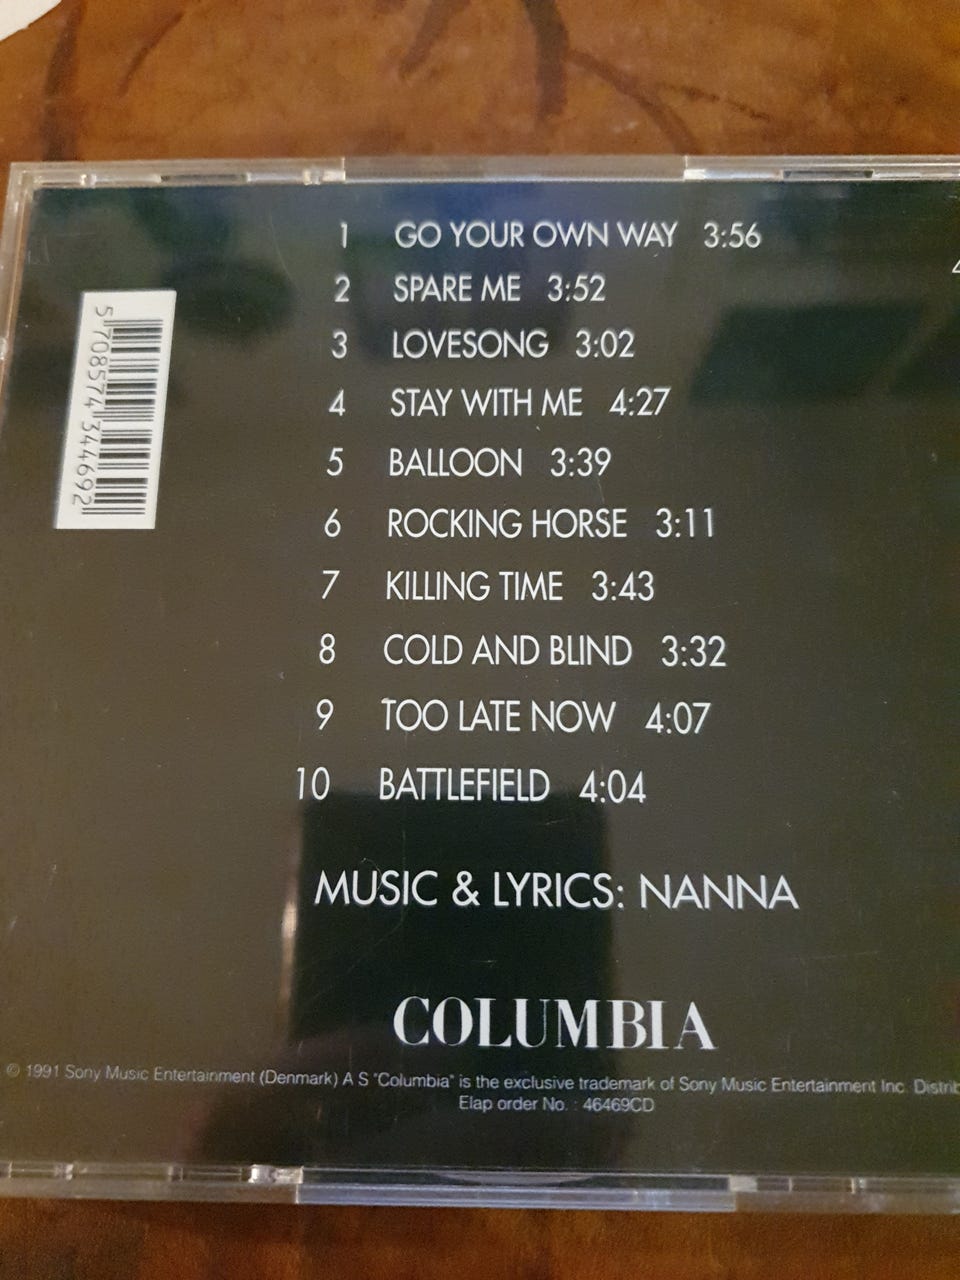 1 GO YOUR OWN WAY 3:56
2 SPARE ME 3:52
3 LOVESONG 3:02
4 STAY WITH ME 4:27
5 BALLOON 3:39
6 ROCKING HORSE 3:11
7 KILLING TIME 3:43
8 COLD AND BLIND 3:32
9 TOO LATE NOW 4:07
10 BATTLEFIELD 4:04
MUSIC & LYRICS: NANNA
COLUMBIA
© 1991 Sony Music Entertainment (Denmark) A S "Columbia" is the exclusive trademark of Sony Music Entertainment Inc. Distrib
Elap order No. : 46469CD
5 708574 344692